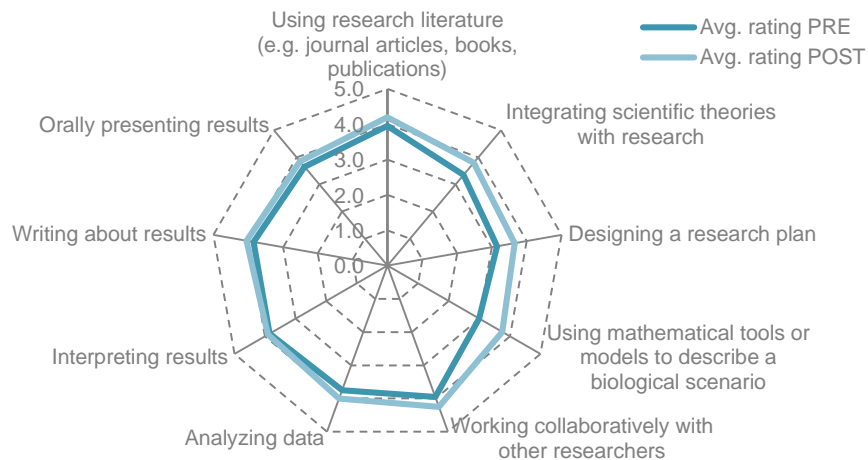 Using research literature
(e.g. journal articles, books,
publications)
Avg. rating PRE
Avg. rating POST
5.0
4.0
3.0
2.0
1.0
0.0
Integrating scientific theories
with research
Designing a research plan
Using mathematical tools or
models to describe a
biological scenario
Working collaboratively with
other researchers
Analyzing data
Interpreting results
Writing about results
Orally presenting results